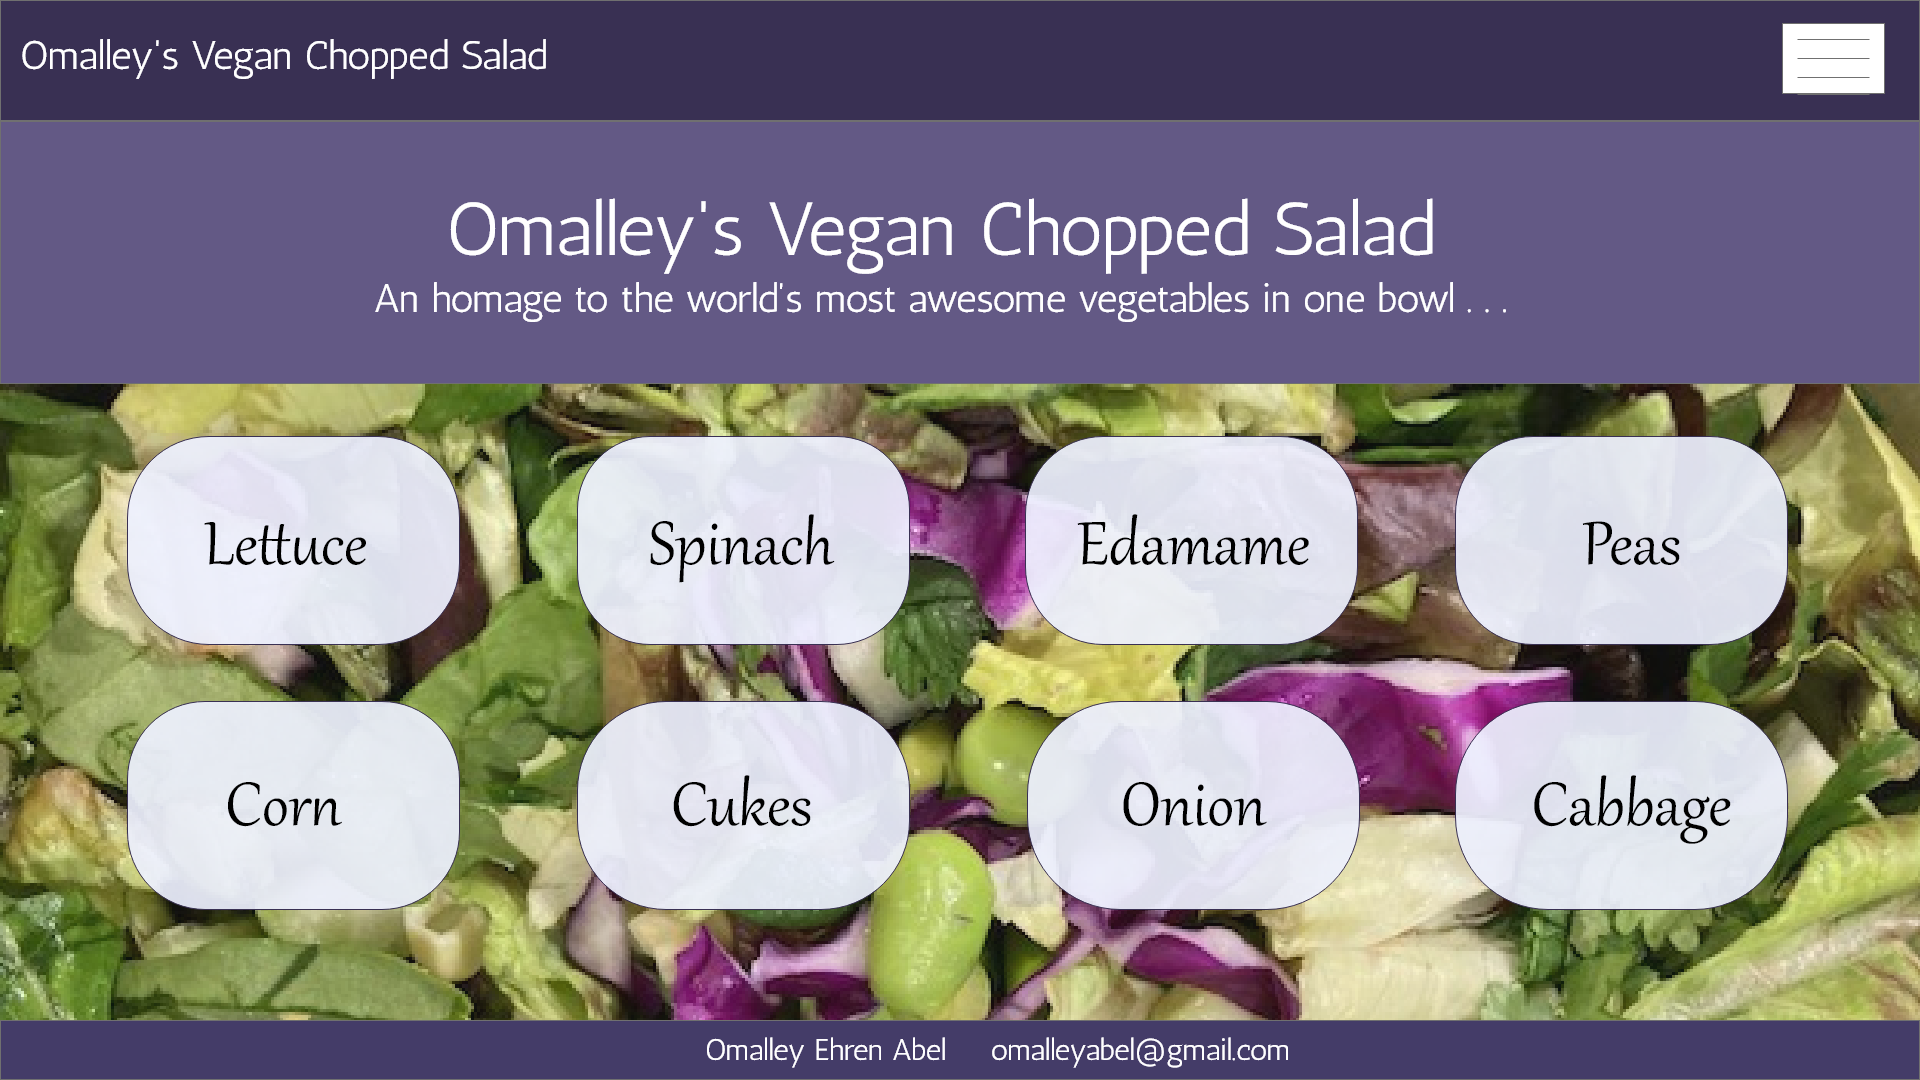 Omalley's Vegan Chopped Salad
Omalley's Vegan Chopped Salad
An homage to the world's most awesome vegetables in one bowl . . .
Lettuce
Spinach
Edamame
Peas
Corn
Cukes
Onion
Cabbage
Omalley Ehren Abel omalleyabel@gmail.com